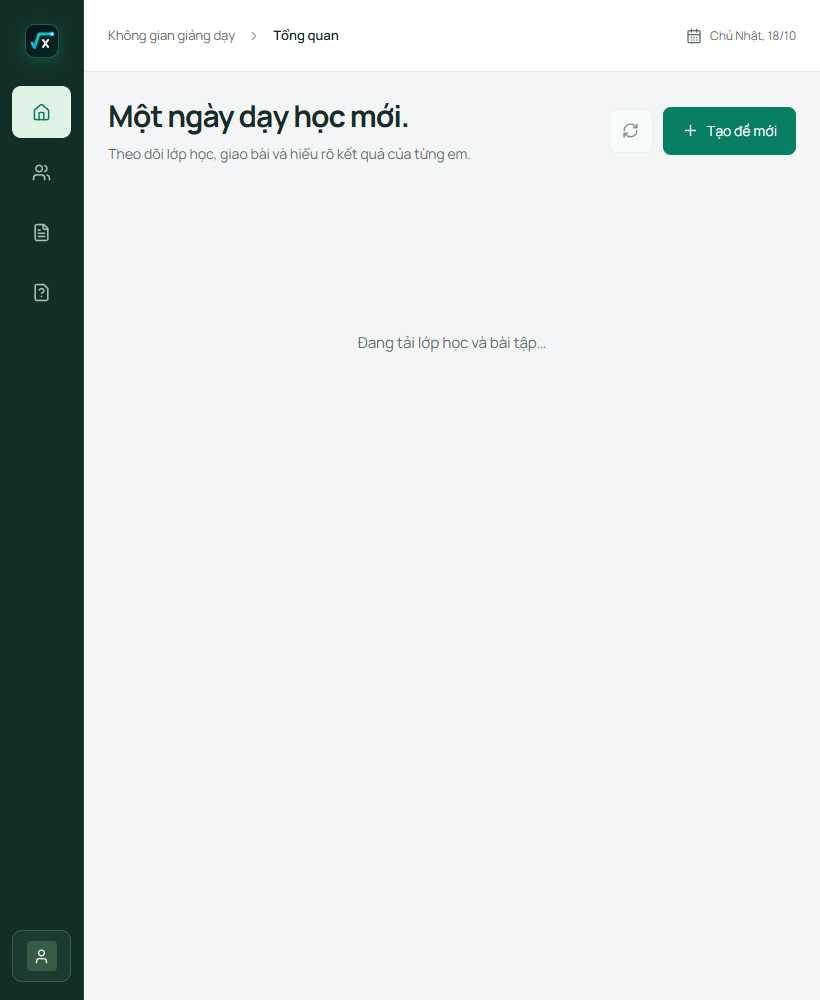 √x
Không gian giảng dạy > Tổng quan
Chủ Nhật, 18/10
Một ngày dạy học mới.
Theo dõi lớp học, giao bài và hiểu rõ kết quả của từng em.
+ Tạo đề mới
Đang tải lớp học và bài tập...